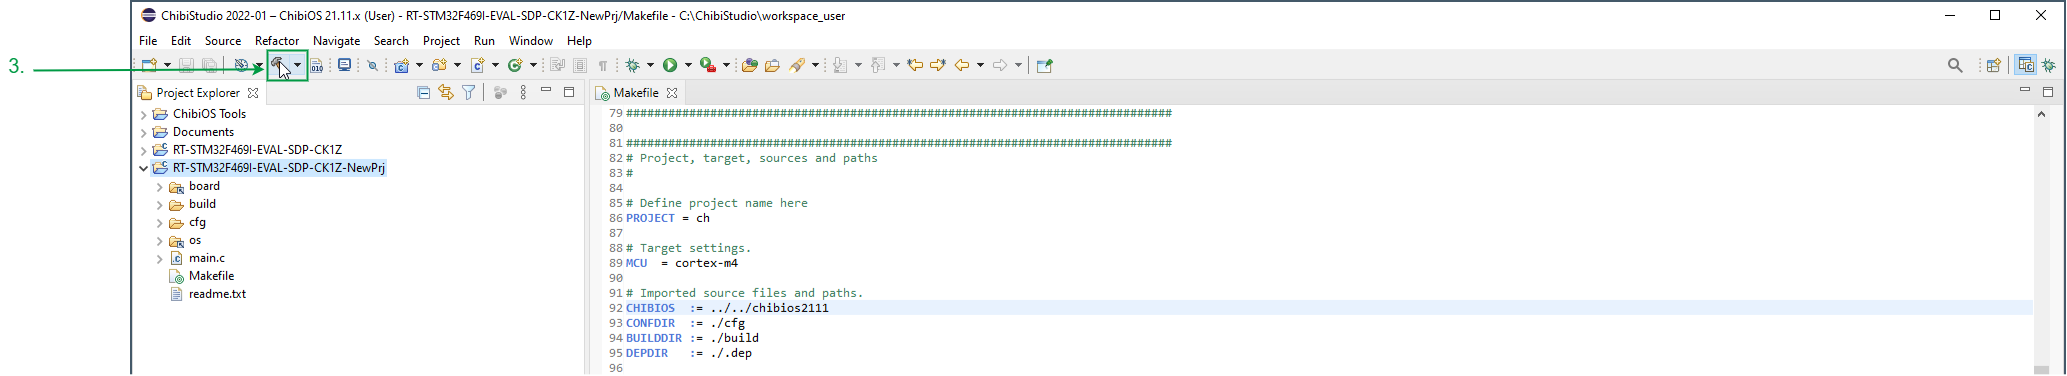 ChibiStudio 2022-01 – ChibiOS 21.11.x (User) - RT-STM32F469I-EVAL-SDP-CK1Z-NewPrj/Makefile - C:\ChibiStudio\workspace_user
File Edit Source Refactor Navigate Search Project Run Window Help
3.
010
Project Explorer
ChibiOS Tools
Documents
RT-STM32F469I-EVAL-SDP-CK1Z
RT-STM32F469I-EVAL-SDP-CK1Z-NewPrj
board
build
cfg
os
main.c
Makefile
readme.txt
Makefile
79 ##############################################################################
80
81 ##############################################################################
82 # Project, target, sources and paths
83 #
84
85 # Define project name here
86 PROJECT = ch
87
88 # Target settings.
89 MCU  = cortex-m4
90
91 # Imported source files and paths.
92 CHIBIOS  := ../../chibios2111
93 CONFDIR  := ./cfg
94 BUILDDIR := ./build
95 DEPDIR   := ./.dep
96